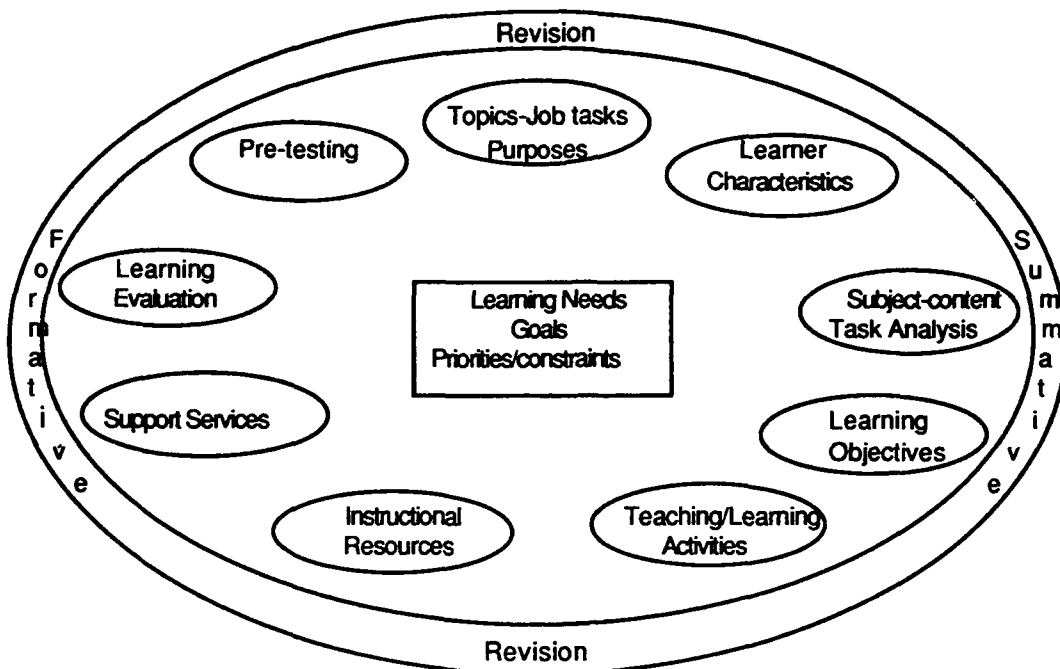 Revision
Topics-Job tasks
Purposes
Pre-testing
Learner
Characteristics
Formative
Summative
Learning
Evaluation
Learning Needs
Goals
Priorities/constraints
Subject-content
Task Analysis
Support Services
Learning
Objectives
Instructional
Resources
Teaching/Learning
Activities
Revision